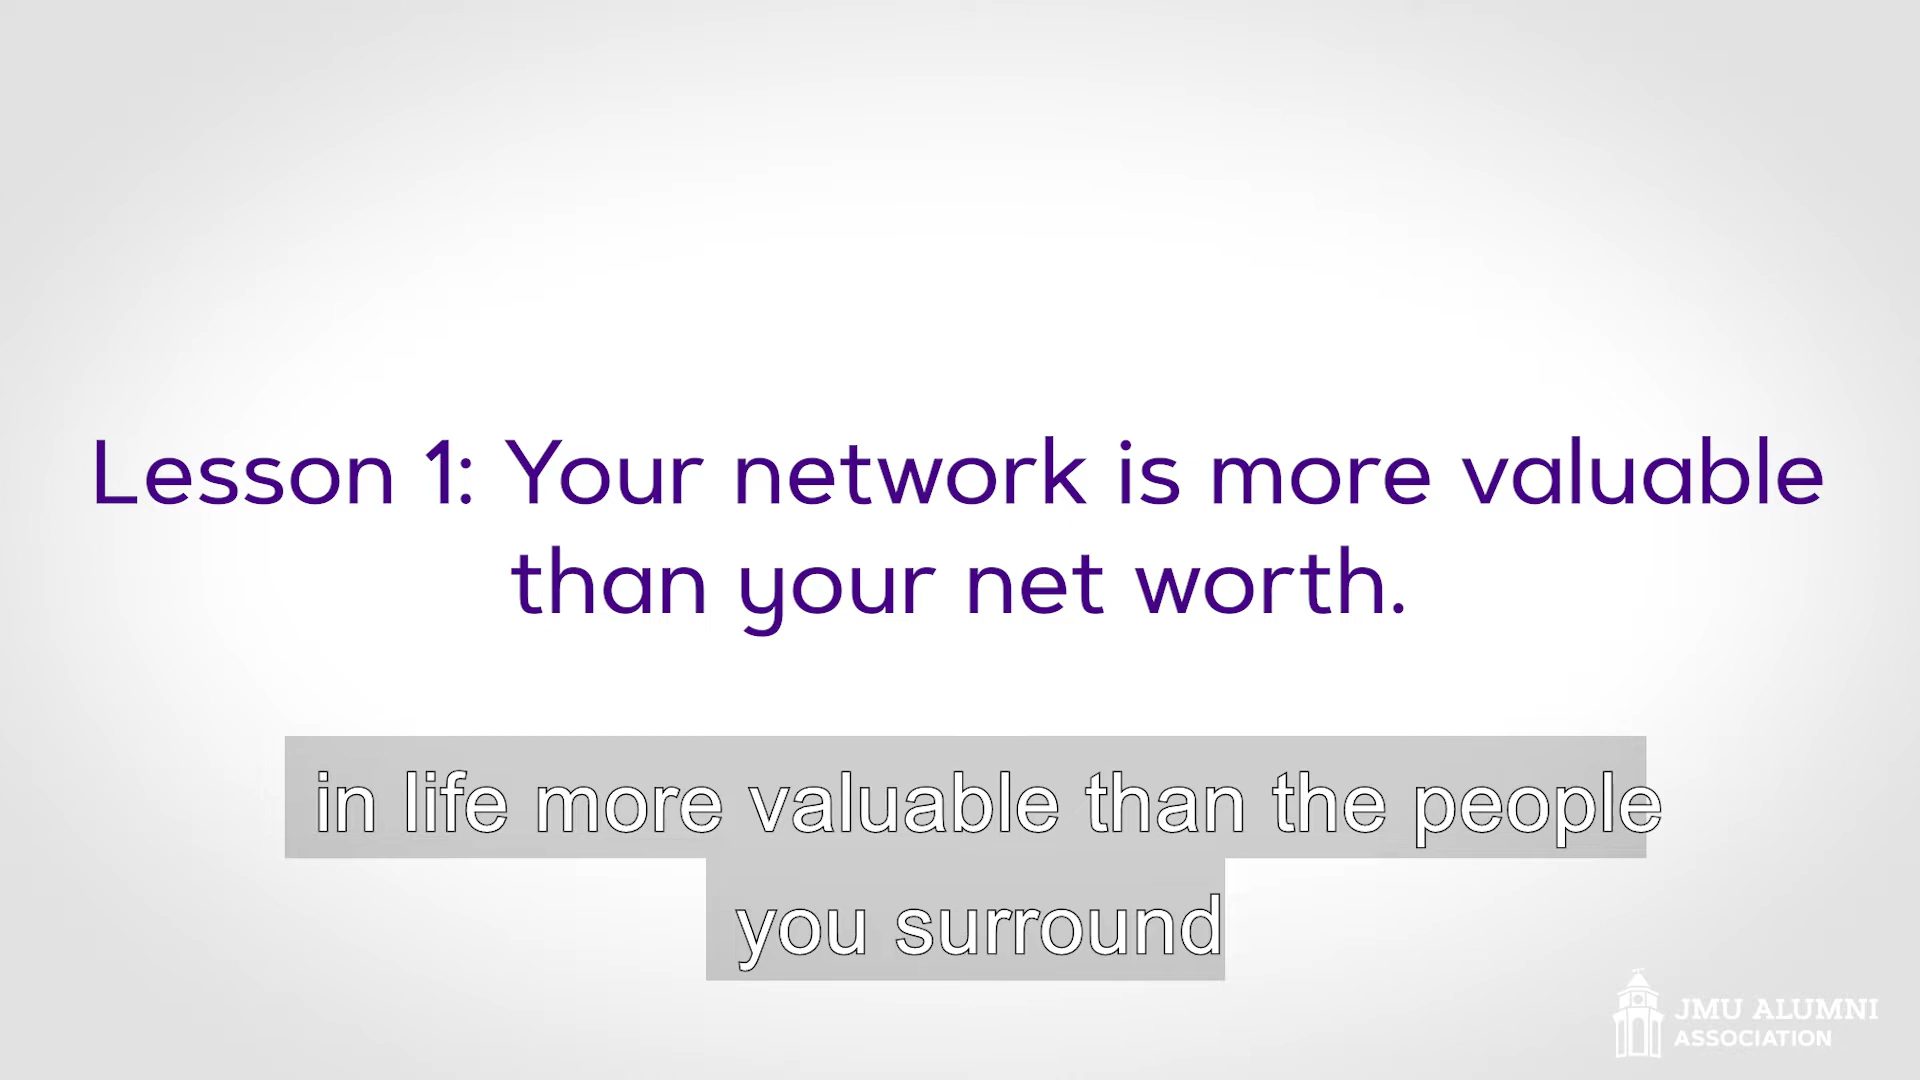 Lesson 1: Your network is more valuable
than your net worth.
in life more valuable than the people
you surround
JMU ALUMNI
ASSOCIATION